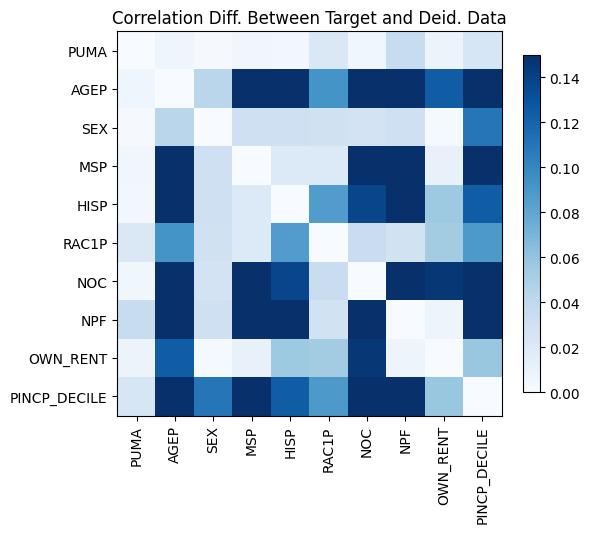 Correlation Diff. Between Target and Deid. Data
PUMA
AGEP
SEX
MSP
HISP
RAC1P
NOC
NPF
OWN_RENT
PINCP_DECILE
PUMA
AGEP
SEX
MSP
HISP
RAC1P
NOC
NPF
OWN_RENT
PINCP_DECILE
0.14
0.12
0.10
0.08
0.06
0.04
0.02
0.00